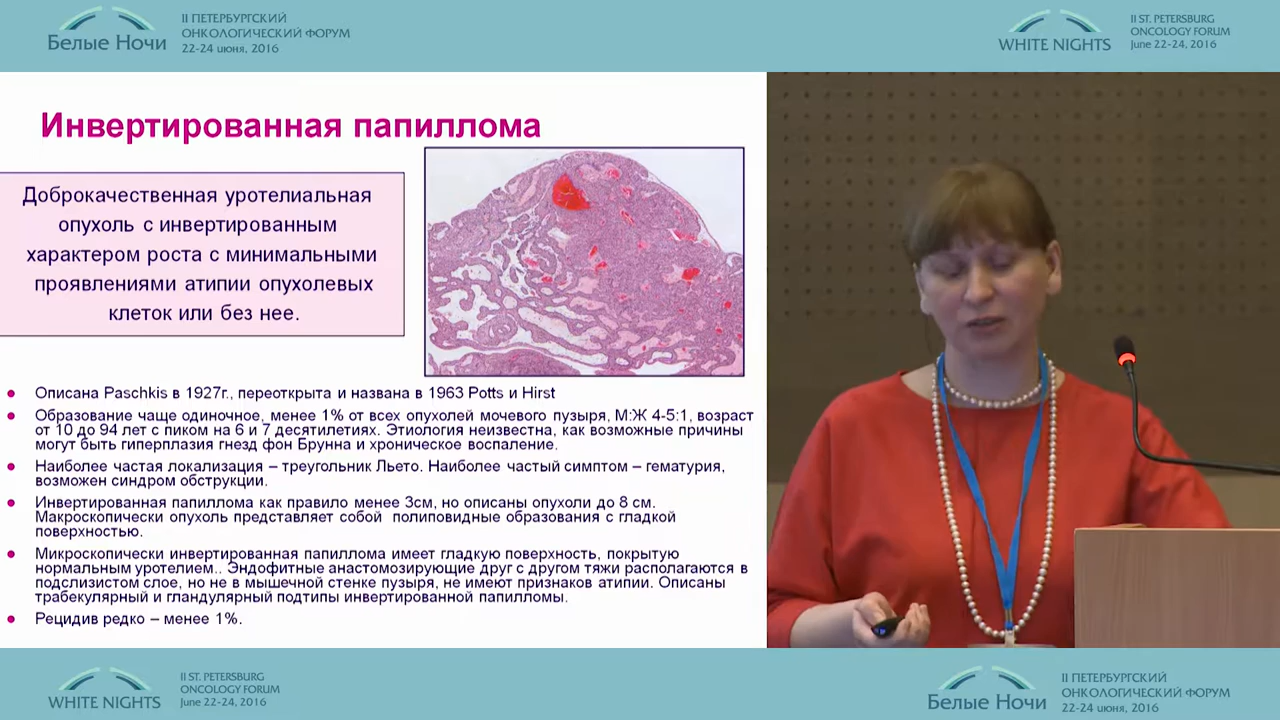 Белые Ночи
II ПЕТЕРБУРГСКИЙ
ОНКОЛОГИЧЕСКИЙ ФОРУМ
22-24 июня, 2016
WHITE NIGHTS
II ST. PETERSBURG
ONCOLOGY FORUM
June 22-24, 2016
Инвертированная папиллома
Доброкачественная уротелиальная
опухоль с инвертированным
характером роста с минимальными
проявлениями атипии опухолевых
клеток или без нее.
Описана Paschkis в 1927г., переоткрыта и названа в 1963 Potts и Hirst
Образование чаще одиночное, менее 1% от всех опухолей мочевого пузыря, М:Ж 4-5:1, возраст
от 10 до 94 лет с пиком на 6 и 7 десятилетиях. Этиология неизвестна, как возможные причины
могут быть гиперплазия гнезд фон Брунна и хроническое воспаление.
Наиболее частая локализация – треугольник Льето. Наиболее частый симптом – гематурия,
возможен синдром обструкции.
Инвертированная папиллома как правило менее 3см, но описаны опухоли до 8 см.
Макроскопически опухоль представляет собой полиповидные образования с гладкой
поверхностью.
Микроскопически инвертированная папиллома имеет гладкую поверхность, покрытую
нормальным уротелием.. Эндофитные анастомозирующие друг с другом тяжи располагаются в
подслизистом слое, но не в мышечной стенке пузыря, не имеют признаков атипии. Описаны
трабекулярный и гландулярный подтипы инвертированной папилломы.
Рецидив редко – менее 1%.
WHITE NIGHTS
II ST. PETERSBURG
ONCOLOGY FORUM
June 22-24, 2016
Белые Ночи
II ПЕТЕРБУРГСКИЙ
ОНКОЛОГИЧЕСКИЙ ФОРУМ
22-24 июня, 2016